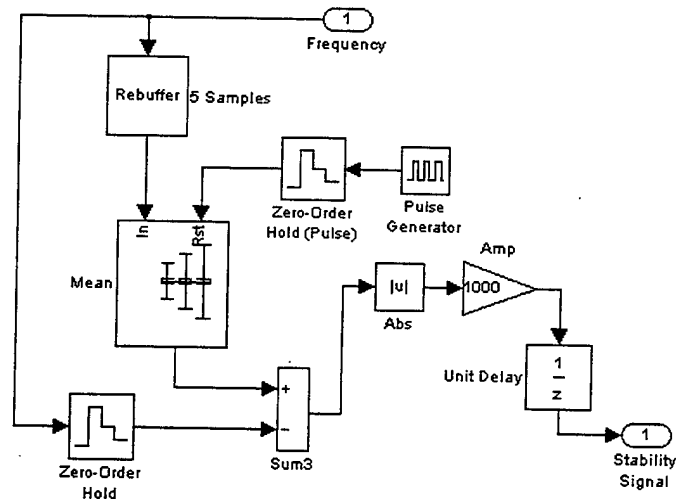 1
Frequency
Rebuffer
5 Samples
In
Rst
Mean
Zero-Order
Hold (Pulse)
Pulse
Generator
Amp
|u|
Abs
1000
Unit Delay
1
z
+
−
Sum3
Zero-Order
Hold
1
Stability
Signal